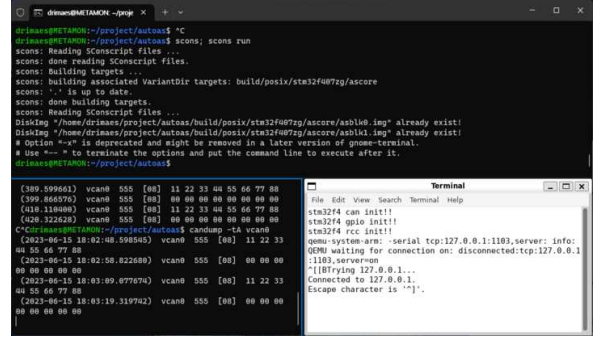 drimaes@METAMON: ~/proje × + ⌄
drimaes@METAMON:~/project/autoas$ ^C
drimaes@METAMON:~/project/autoas$ scons; scons run
scons: Reading SConscript files ...
scons: done reading SConscript files.
scons: Building targets ...
scons: building associated VariantDir targets: build/posix/stm32f407zg/ascore
scons: '.' is up to date.
scons: done building targets.
scons: Reading SConscript files ...
DiskImg "/home/drimaes/project/autoas/build/posix/stm32f407zg/ascore/asblk0.img" already exist!
DiskImg "/home/drimaes/project/autoas/build/posix/stm32f407zg/ascore/asblk1.img" already exist!
# Option "-x" is deprecated and might be removed in a later version of gnome-terminal.
# Use "-- " to terminate the options and put the command line to execute after it.
drimaes@METAMON:~/project/autoas$
(389.599661) vcan0 555 [08] 11 22 33 44 55 66 77 88
(399.866576) vcan0 555 [08] 00 00 00 00 00 00 00 00
(410.110400) vcan0 555 [08] 11 22 33 44 55 66 77 88
(420.322628) vcan0 555 [08] 00 00 00 00 00 00 00 00
^C^Cdrimaes@METAMON:~/project/autoas$ candump -tA vcan0
(2023-06-15 18:02:48.598545) vcan0 555 [08] 11 22 33
44 55 66 77 88
(2023-06-15 18:02:58.822680) vcan0 555 [08] 00 00 00
00 00 00 00 00
(2023-06-15 18:03:09.077674) vcan0 555 [08] 11 22 33
44 55 66 77 88
(2023-06-15 18:03:19.319742) vcan0 555 [08] 00 00 00
00 00 00 00 00
Terminal
File Edit View Search Terminal Help
stm32f4 can init!!
stm32f4 gpio init!!
stm32f4 rcc init!!
qemu-system-arm: -serial tcp:127.0.0.1:1103,server: info:
QEMU waiting for connection on: disconnected:tcp:127.0.0.1
:1103,server=on
^[[BTrying 127.0.0.1...
Connected to 127.0.0.1.
Escape character is '^]'.